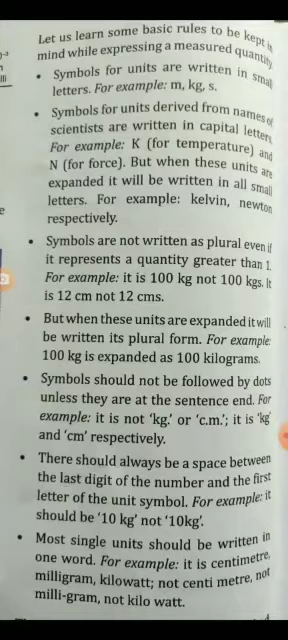 Let us learn some basic rules to be kept in
mind while expressing a measured quantity
• Symbols for units are written in small
letters. For example: m, kg, s.
• Symbols for units derived from names of
scientists are written in capital letters
For example: K (for temperature) and
N (for force). But when these units are
expanded it will be written in all small
letters. For example: kelvin, newton
respectively.
• Symbols are not written as plural even if
it represents a quantity greater than 1.
For example: it is 100 kg not 100 kgs. It
is 12 cm not 12 cms.
• But when these units are expanded it will
be written its plural form. For example:
100 kg is expanded as 100 kilograms.
• Symbols should not be followed by dots
unless they are at the sentence end. For
example: it is not 'kg.' or 'c.m.'; it is 'kg'
and 'cm' respectively.
• There should always be a space between
the last digit of the number and the first
letter of the unit symbol. For example: it
should be '10 kg' not '10kg'.
• Most single units should be written in
one word. For example: it is centimetre,
milligram, kilowatt; not centi metre, not
milli-gram, not kilo watt.